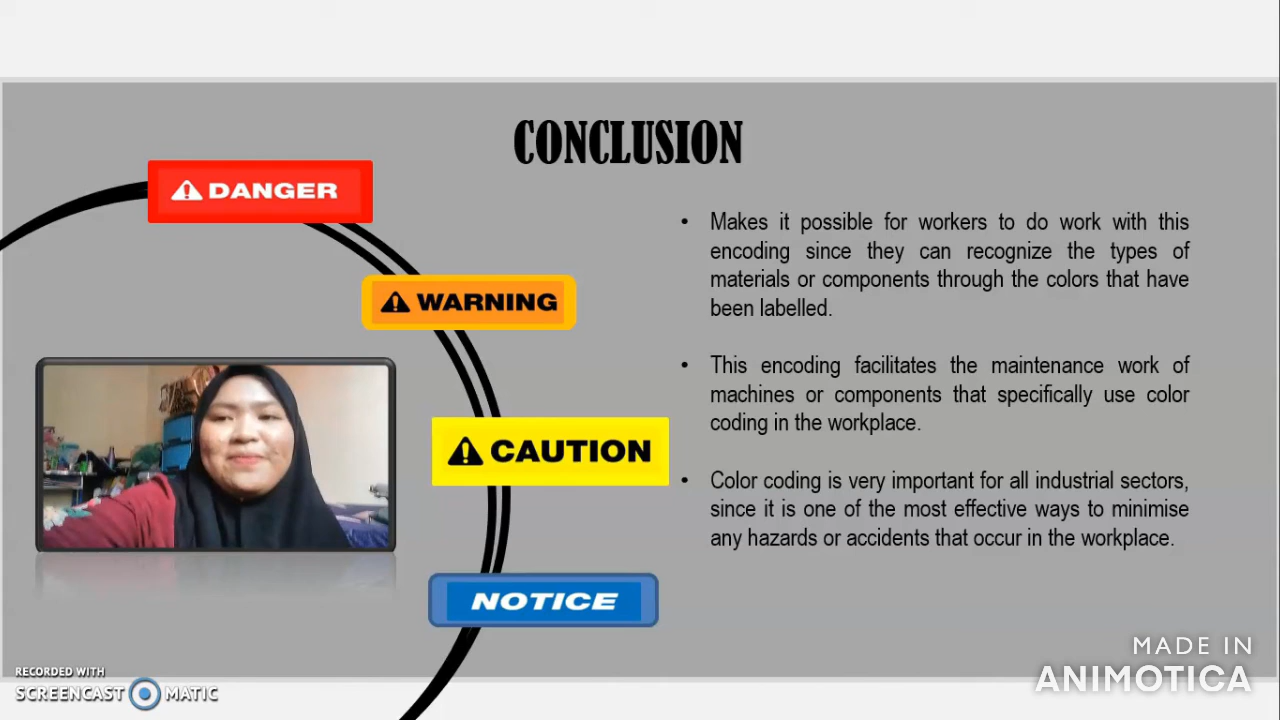 CONCLUSION
DANGER
WARNING
CAUTION
NOTICE
• Makes it possible for workers to do work with this
encoding since they can recognize the types of
materials or components through the colors that have
been labelled.
• This encoding facilitates the maintenance work of
machines or components that specifically use color
coding in the workplace.
• Color coding is very important for all industrial sectors,
since it is one of the most effective ways to minimise
any hazards or accidents that occur in the workplace.
RECORDED WITH
SCREENCAST MATIC
MADE IN
ANIMOTICA